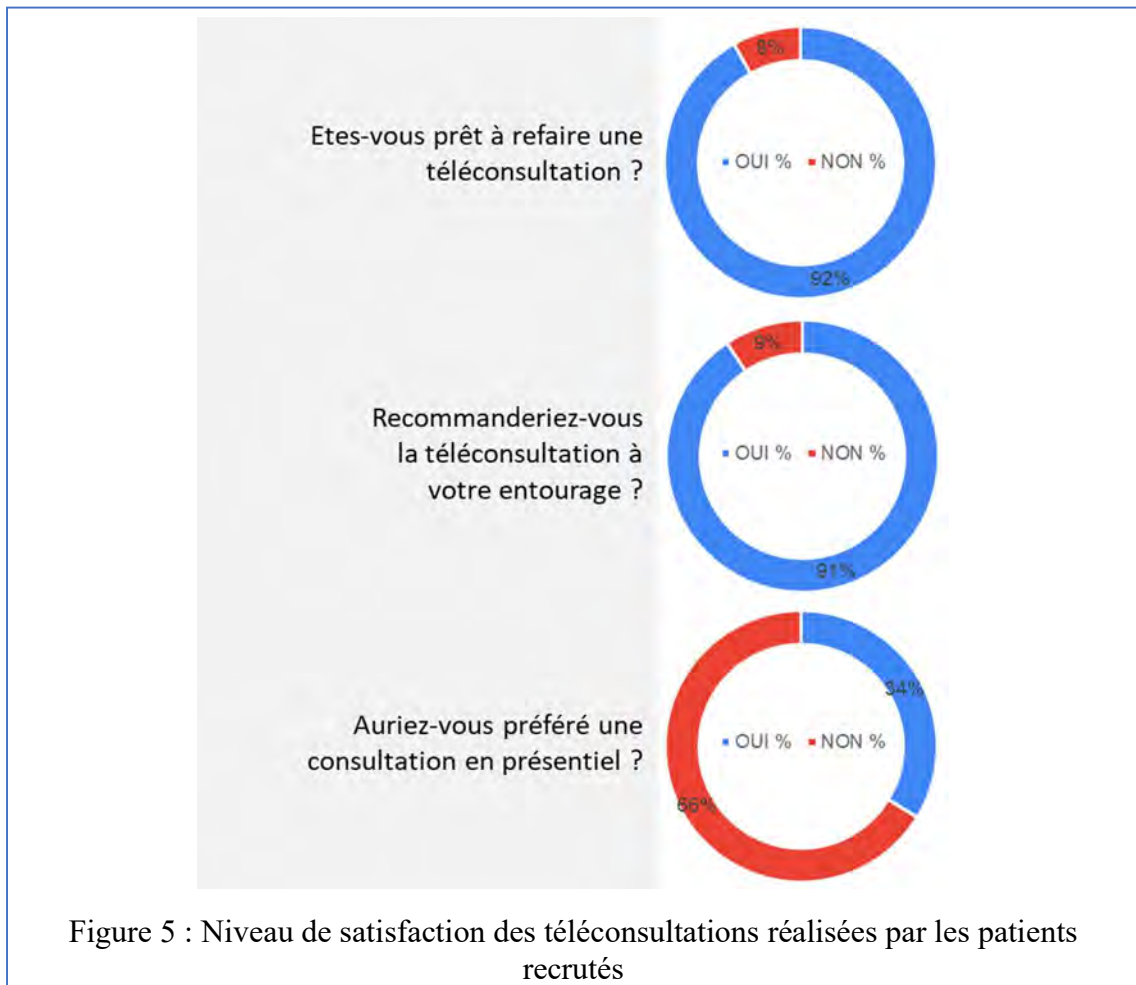 8%
Etes-vous prêt à refaire une
téléconsultation ?
OUI % NON %
92%
9%
Recommanderiez-vous
la téléconsultation à
votre entourage ?
OUI % NON %
91%
34%
Auriez-vous préféré une
consultation en présentiel ?
OUI % NON %
66%
Figure 5 : Niveau de satisfaction des téléconsultations réalisées par les patients
recrutés